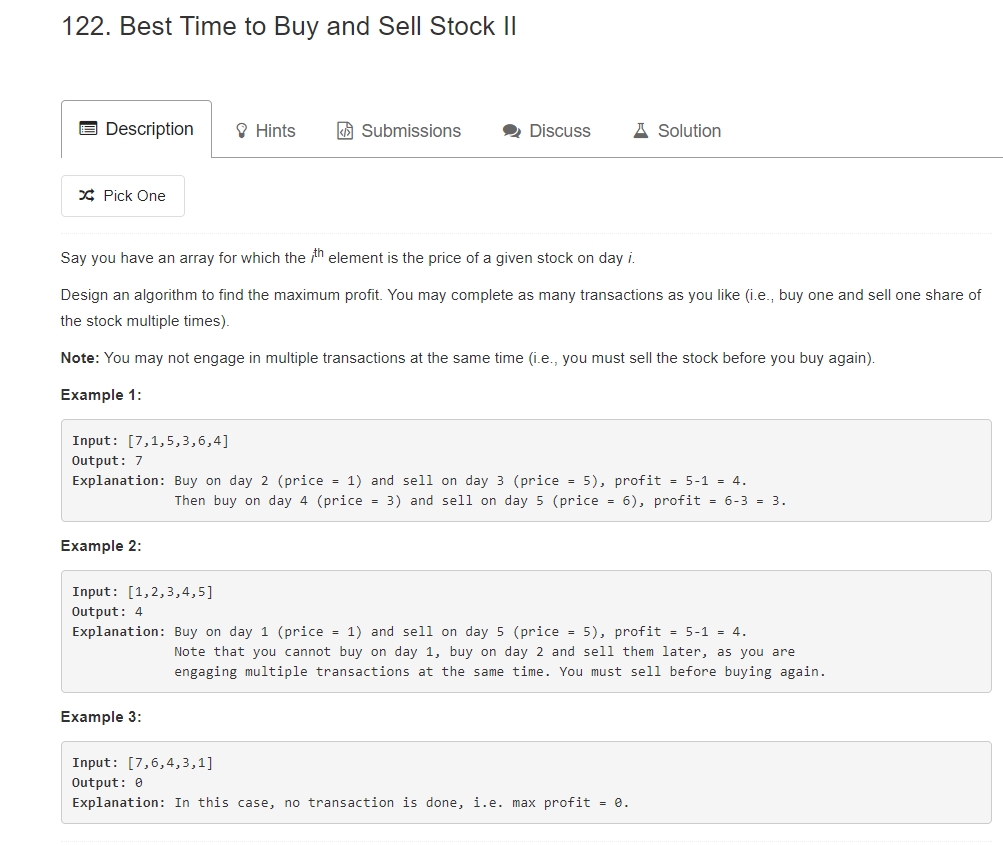 122. Best Time to Buy and Sell Stock II
Description Hints Submissions Discuss Solution
Pick One
Say you have an array for which the ith element is the price of a given stock on day i.
Design an algorithm to find the maximum profit. You may complete as many transactions as you like (i.e., buy one and sell one share of
the stock multiple times).
Note: You may not engage in multiple transactions at the same time (i.e., you must sell the stock before you buy again).
Example 1:
Input: [7,1,5,3,6,4]
Output: 7
Explanation: Buy on day 2 (price = 1) and sell on day 3 (price = 5), profit = 5-1 = 4.
Then buy on day 4 (price = 3) and sell on day 5 (price = 6), profit = 6-3 = 3.
Example 2:
Input: [1,2,3,4,5]
Output: 4
Explanation: Buy on day 1 (price = 1) and sell on day 5 (price = 5), profit = 5-1 = 4.
Note that you cannot buy on day 1, buy on day 2 and sell them later, as you are
engaging multiple transactions at the same time. You must sell before buying again.
Example 3:
Input: [7,6,4,3,1]
Output: 0
Explanation: In this case, no transaction is done, i.e. max profit = 0.